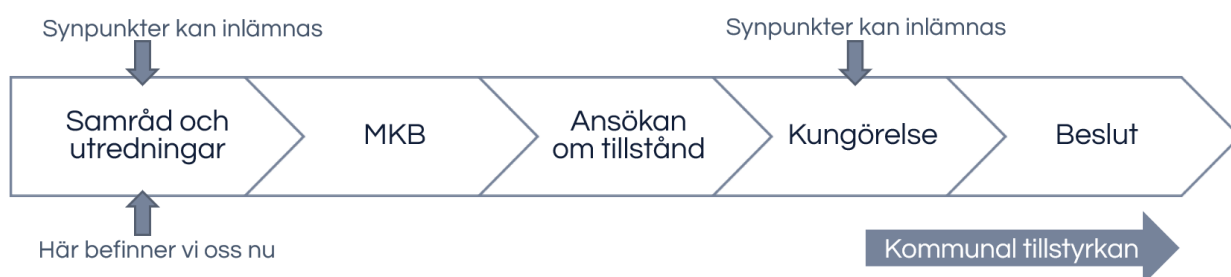 Synpunkter kan inlämnas
Synpunkter kan inlämnas
Samråd och
utredningar
MKB
Ansökan
om tillstånd
Kungörelse
Beslut
Här befinner vi oss nu
Kommunal tillstyrkan